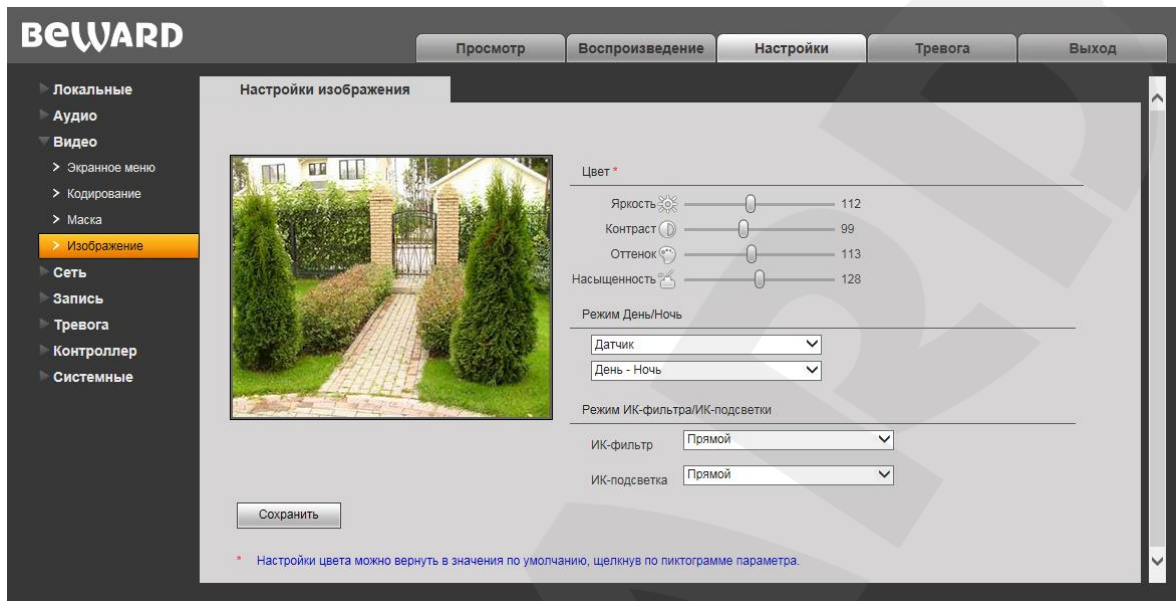 BEWARD
Просмотр Воспроизведение Настройки Тревога Выход
Локальные
Аудио
Видео
> Экранное меню
> Кодирование
> Маска
> Изображение
Сеть
Запись
Тревога
Контроллер
Системные
Настройки изображения
Цвет *
Яркость 112
Контраст 99
Оттенок 113
Насыщенность 128
Режим День/Ночь
Датчик
День - Ночь
Режим ИК-фильтра/ИК-подсветки
ИК-фильтр Прямой
ИК-подсветка Прямой
Сохранить
* Настройки цвета можно вернуть в значения по умолчанию, щелкнув по пиктограмме параметра.